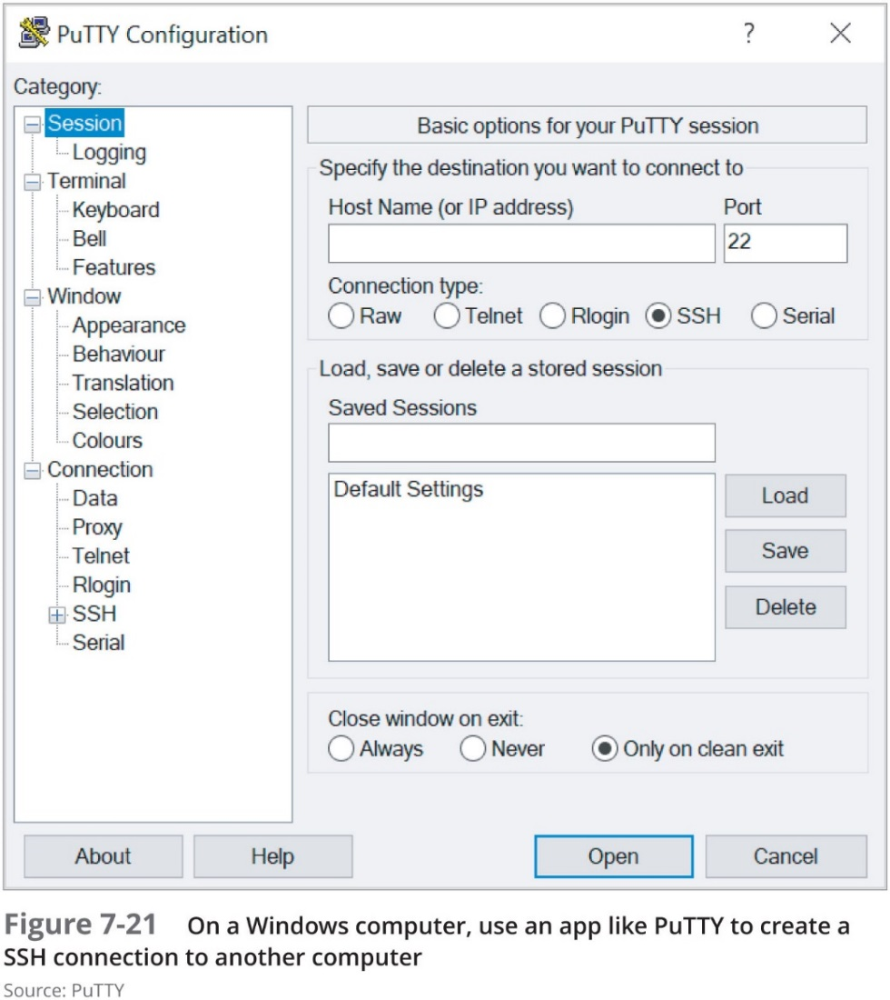 PuTTY Configuration
?
Category:
Session
Logging
Terminal
Keyboard
Bell
Features
Window
Appearance
Behaviour
Translation
Selection
Colours
Connection
Data
Proxy
Telnet
Rlogin
SSH
Serial
Basic options for your PuTTY session
Specify the destination you want to connect to
Host Name (or IP address) Port
22
Connection type:
Raw Telnet Rlogin SSH Serial
Load, save or delete a stored session
Saved Sessions
Default Settings
Load
Save
Delete
Close window on exit:
Always Never Only on clean exit
About Help Open Cancel
Figure 7-21 On a Windows computer, use an app like PuTTY to create a
SSH connection to another computer
Source: PuTTY